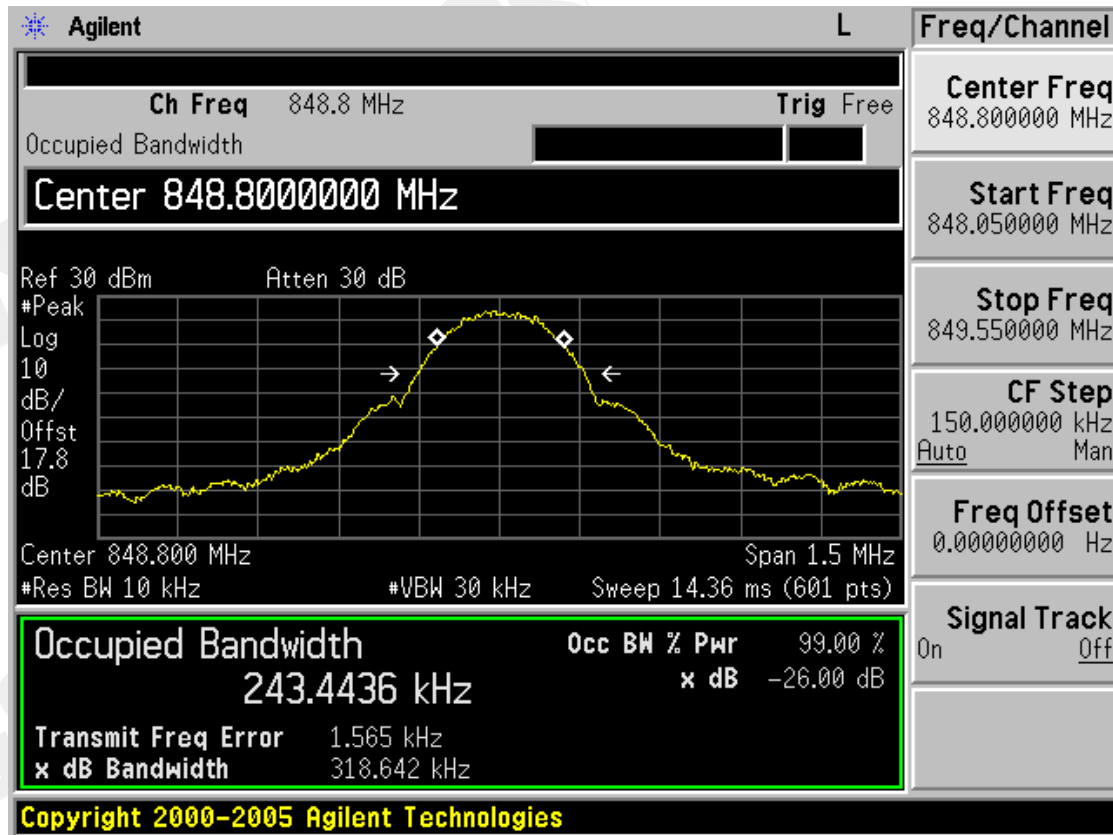 Agilent L
Freq/Channel
Ch Freq 848.8 MHz Trig Free
Occupied Bandwidth
Center 848.8000000 MHz
Ref 30 dBm Atten 30 dB
#Peak
Log
10
dB/
Offst
17.8
dB
Center 848.800 MHz Span 1.5 MHz
#Res BW 10 kHz #VBW 30 kHz Sweep 14.36 ms (601 pts)
Occupied Bandwidth Occ BW % Pwr 99.00 %
243.4436 kHz x dB -26.00 dB
Transmit Freq Error 1.565 kHz
x dB Bandwidth 318.642 kHz
Copyright 2000-2005 Agilent Technologies
Center Freq
848.800000 MHz
Start Freq
848.050000 MHz
Stop Freq
849.550000 MHz
CF Step
150.000000 kHz
Auto Man
Freq Offset
0.00000000 Hz
Signal Track
On Off